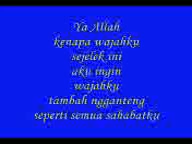 Ya Allah
kenapa wajahku
sejelek ini
aku ingin
wajahku
tambah ngganteng
seperti semua sahabatku